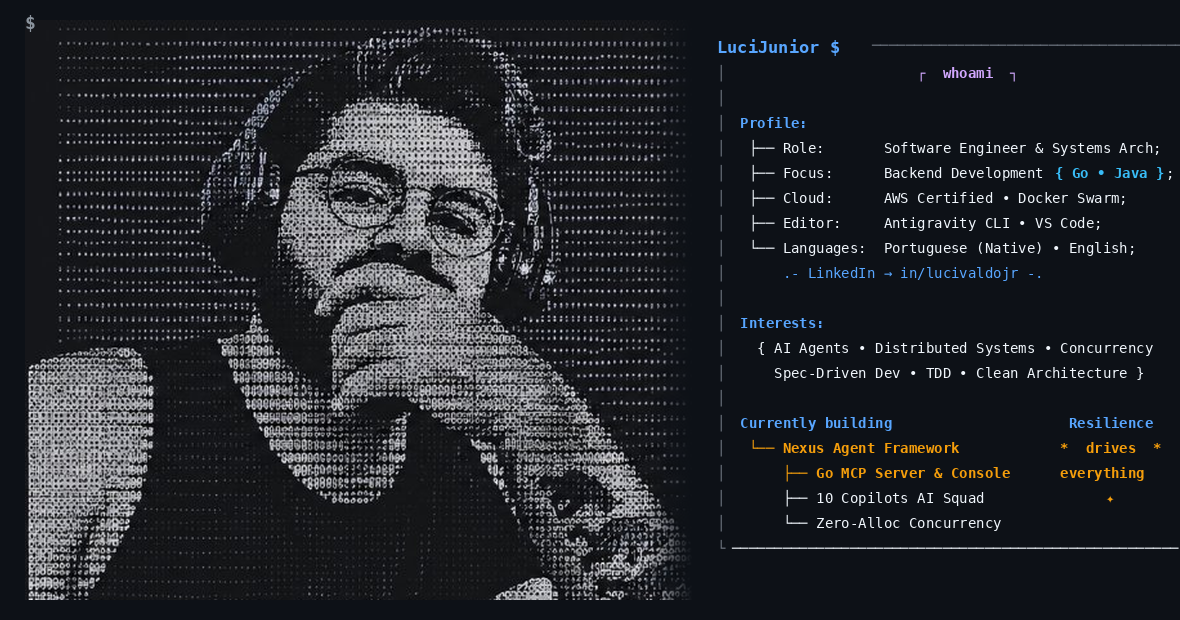 $
LuciJunior $
whoami
Profile:
├── Role: Software Engineer & Systems Arch;
├── Focus: Backend Development { Go • Java };
├── Cloud: AWS Certified • Docker Swarm;
├── Editor: Antigravity CLI • VS Code;
└── Languages: Portuguese (Native) • English;
.- LinkedIn → in/lucivaldojr -.
Interests:
{ AI Agents • Distributed Systems • Concurrency
Spec-Driven Dev • TDD • Clean Architecture }
Currently building Resilience
└── Nexus Agent Framework * drives *
├── Go MCP Server & Console everything
├── 10 Copilots AI Squad ✦
└── Zero-Alloc Concurrency